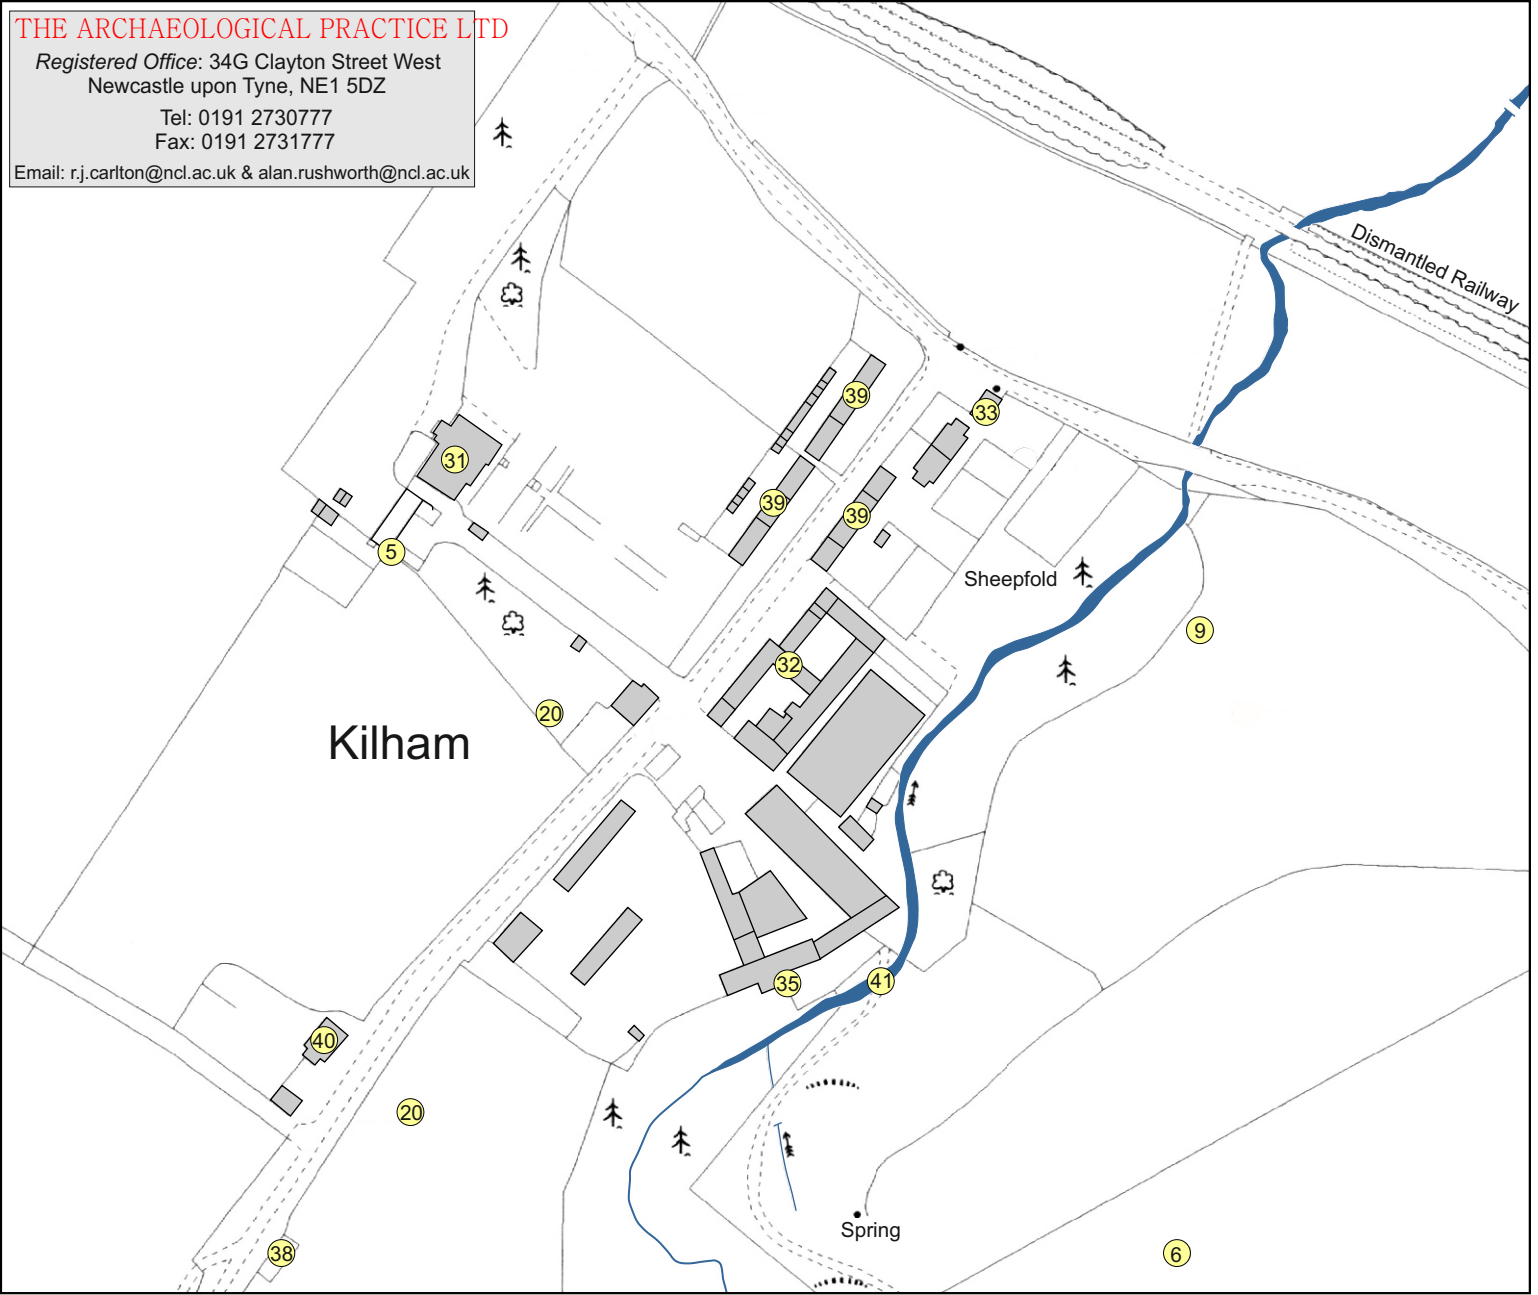 THE ARCHAEOLOGICAL PRACTICE LTD
Registered Office: 34G Clayton Street West
Newcastle upon Tyne, NE1 5DZ
Tel: 0191 2730777
Fax: 0191 2731777
Email: r.j.carlton@ncl.ac.uk & alan.rushworth@ncl.ac.uk
Dismantled Railway
39
33
31
39
39
5
Sheepfold
9
32
20
Kilham
35
41
40
20
Spring
38
6